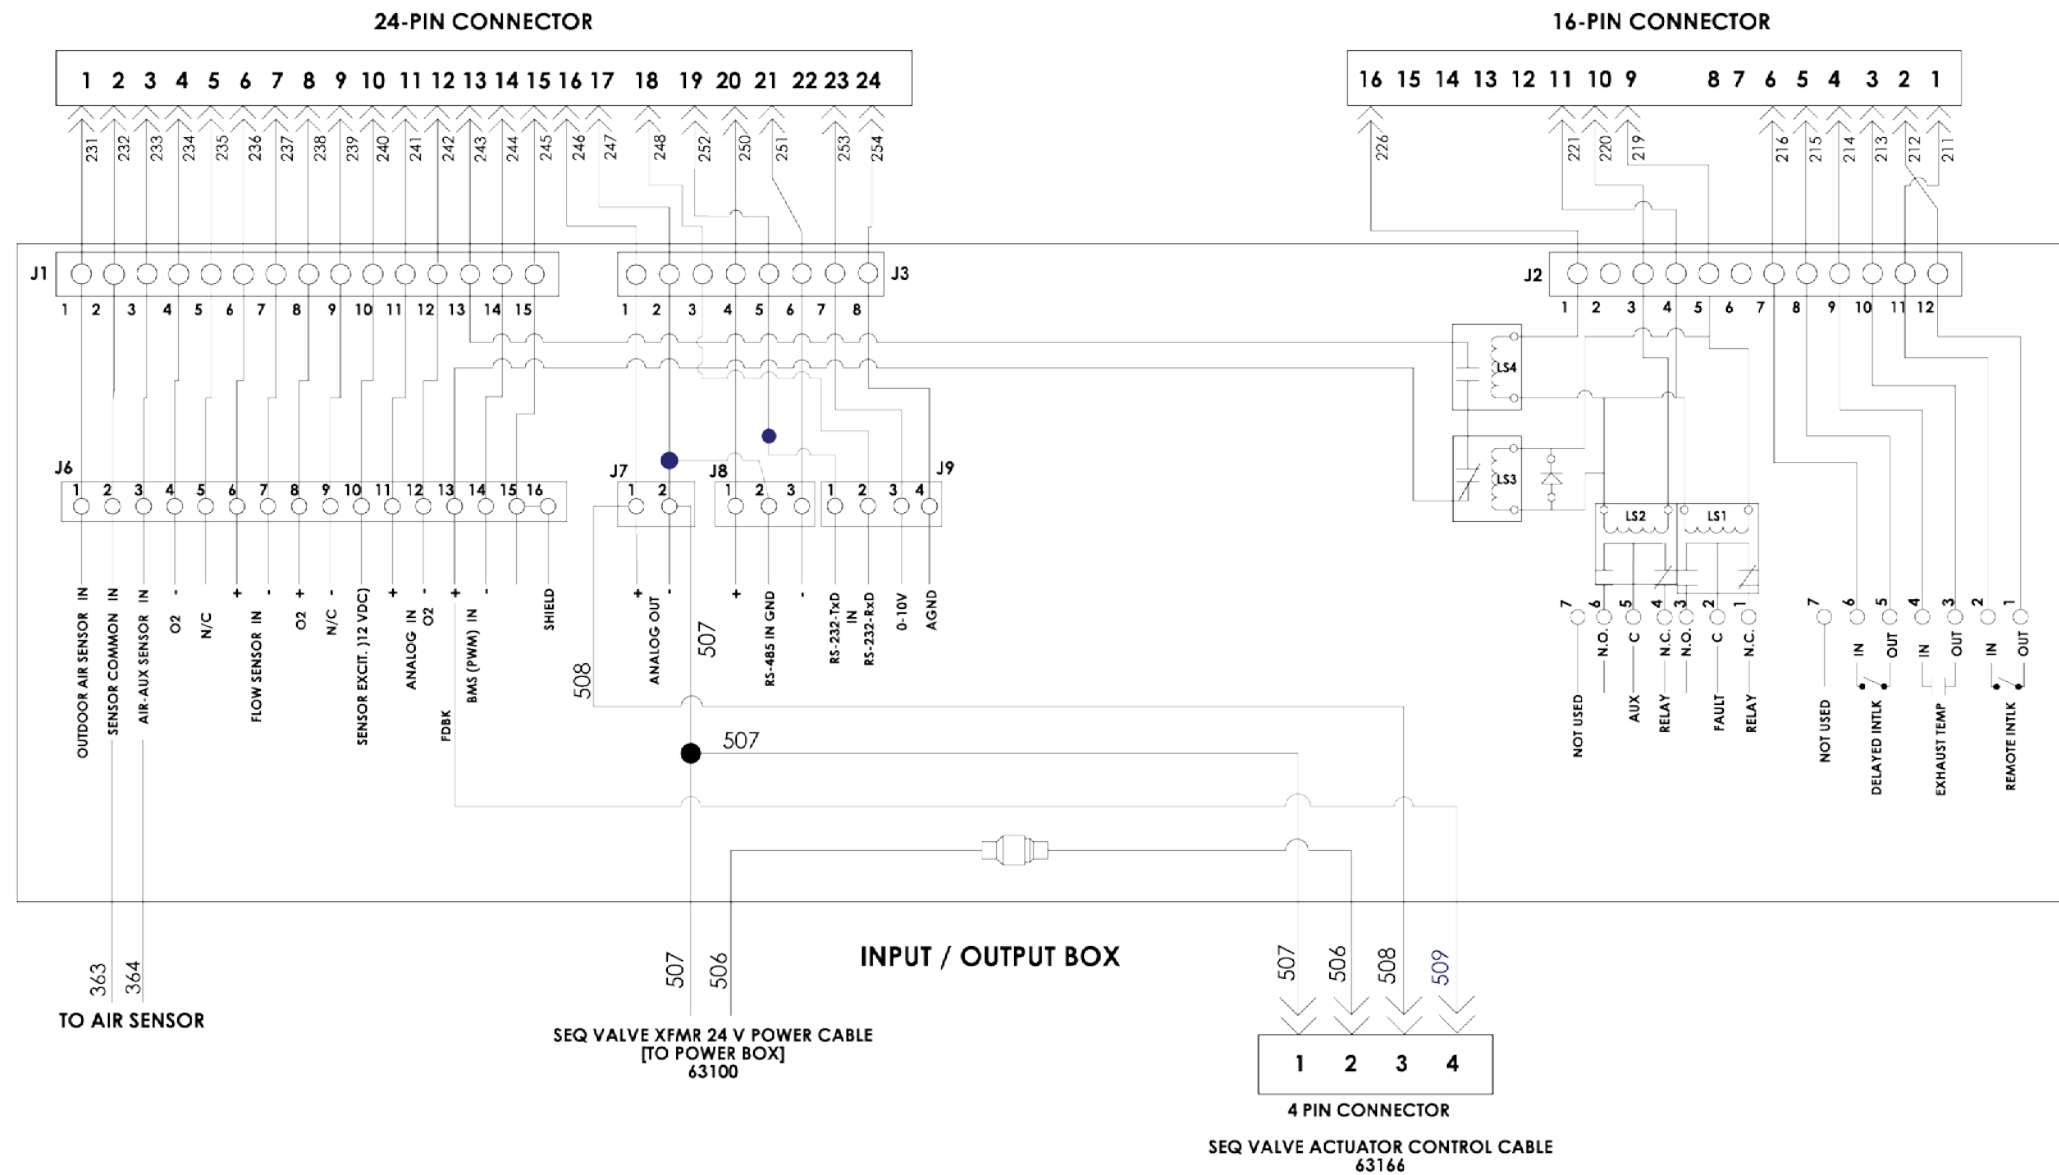 24-PIN CONNECTOR
16-PIN CONNECTOR
1 2 3 4 5 6 7 8 9 10 11 12 13 14 15 16 17 18 19 20 21 22 23 24
16 15 14 13 12 11 10 9 8 7 6 5 4 3 2 1
231 232 233 234 235 236 237 238 239 240 241 242 243 244 245 246 247 248 252 250 251 253 254
226 221 220 219 216 215 214 213 212 211
J1
J3
J2
1 2 3 4 5 6 7 8 9 10 11 12 13 14 15
1 2 3 4 5 6 7 8
1 2 3 4 5 6 7 8 9 10 11 12
LS4
LS3
LS2
LS1
J6
J7
J8
J9
1 2 3 4 5 6 7 8 9 10 11 12 13 14 15 16
1 2
1 2 3
1 2 3 4
OUTDOOR AIR SENSOR IN
SENSOR COMMON IN
AIR-AUX SENSOR IN
O2 -
N/C
+
FLOW SENSOR IN -
O2 +
N/C -
SENSOR EXCIT. )12 VDC)
+
ANALOG IN
O2 -
+
FDBK
BMS (PWM) IN -
SHIELD
+
ANALOG OUT
-
507
508
+
RS-485 IN GND
-
RS-232-TxD
IN
RS-232-RxD
0-10V
AGND
7 6 5 4 3 2 1
NOT USED
N.O.
AUX C
RELAY N.C.
N.O.
FAULT C
RELAY N.C.
7 6 5 4 3 2 1
NOT USED
IN
OUT
DELAYED INTLK
IN
OUT
EXHAUST TEMP
IN
OUT
REMOTE INTLK
507
363
364
TO AIR SENSOR
507
506
SEQ VALVE XFMR 24 V POWER CABLE
[TO POWER BOX]
63100
INPUT / OUTPUT BOX
507 506 508 509
1 2 3 4
4 PIN CONNECTOR
SEQ VALVE ACTUATOR CONTROL CABLE
63166